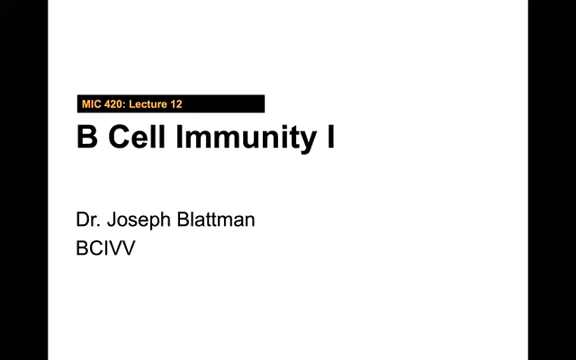 MIC 420: Lecture 12
B Cell Immunity I
Dr. Joseph Blattman
BCIVV